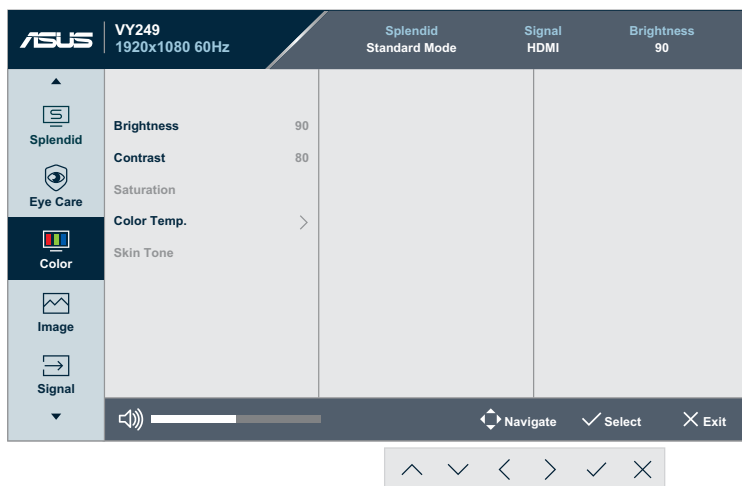 ASUS
VY249
1920x1080 60Hz
Splendid
Standard Mode
Signal
HDMI
Brightness
90
Splendid
Eye Care
Color
Image
Signal
Brightness 90
Contrast 80
Saturation
Color Temp.
Skin Tone
Navigate
Select
Exit